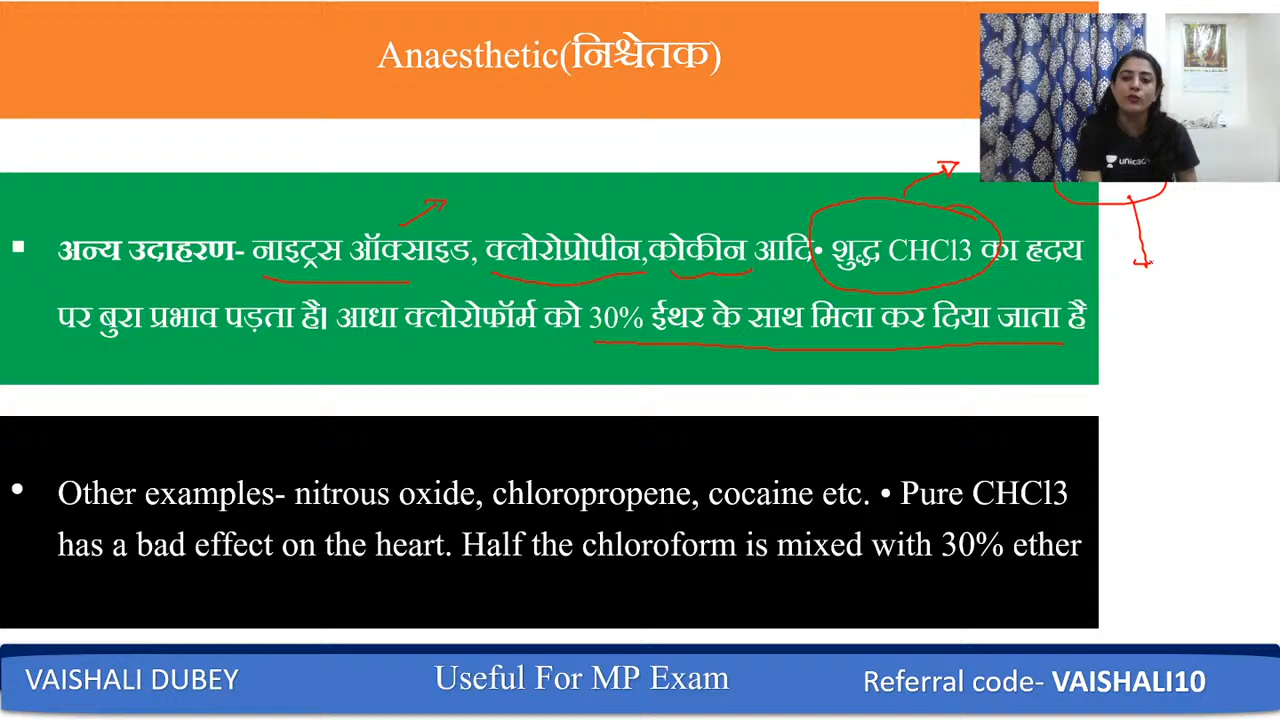 Anaesthetic(निश्चेतक)
unacad
▪ अन्य उदाहरण- नाइट्रस ऑक्साइड, क्लोरोप्रोपीन,कोकीन आदि• शुद्ध CHCl3 का हृदय
पर बुरा प्रभाव पड़ता है। आधा क्लोरोफॉर्म को 30% ईथर के साथ मिला कर दिया जाता है
• Other examples- nitrous oxide, chloropropene, cocaine etc. • Pure CHCl3
has a bad effect on the heart. Half the chloroform is mixed with 30% ether
VAISHALI DUBEY
Useful For MP Exam
Referral code- VAISHALI10